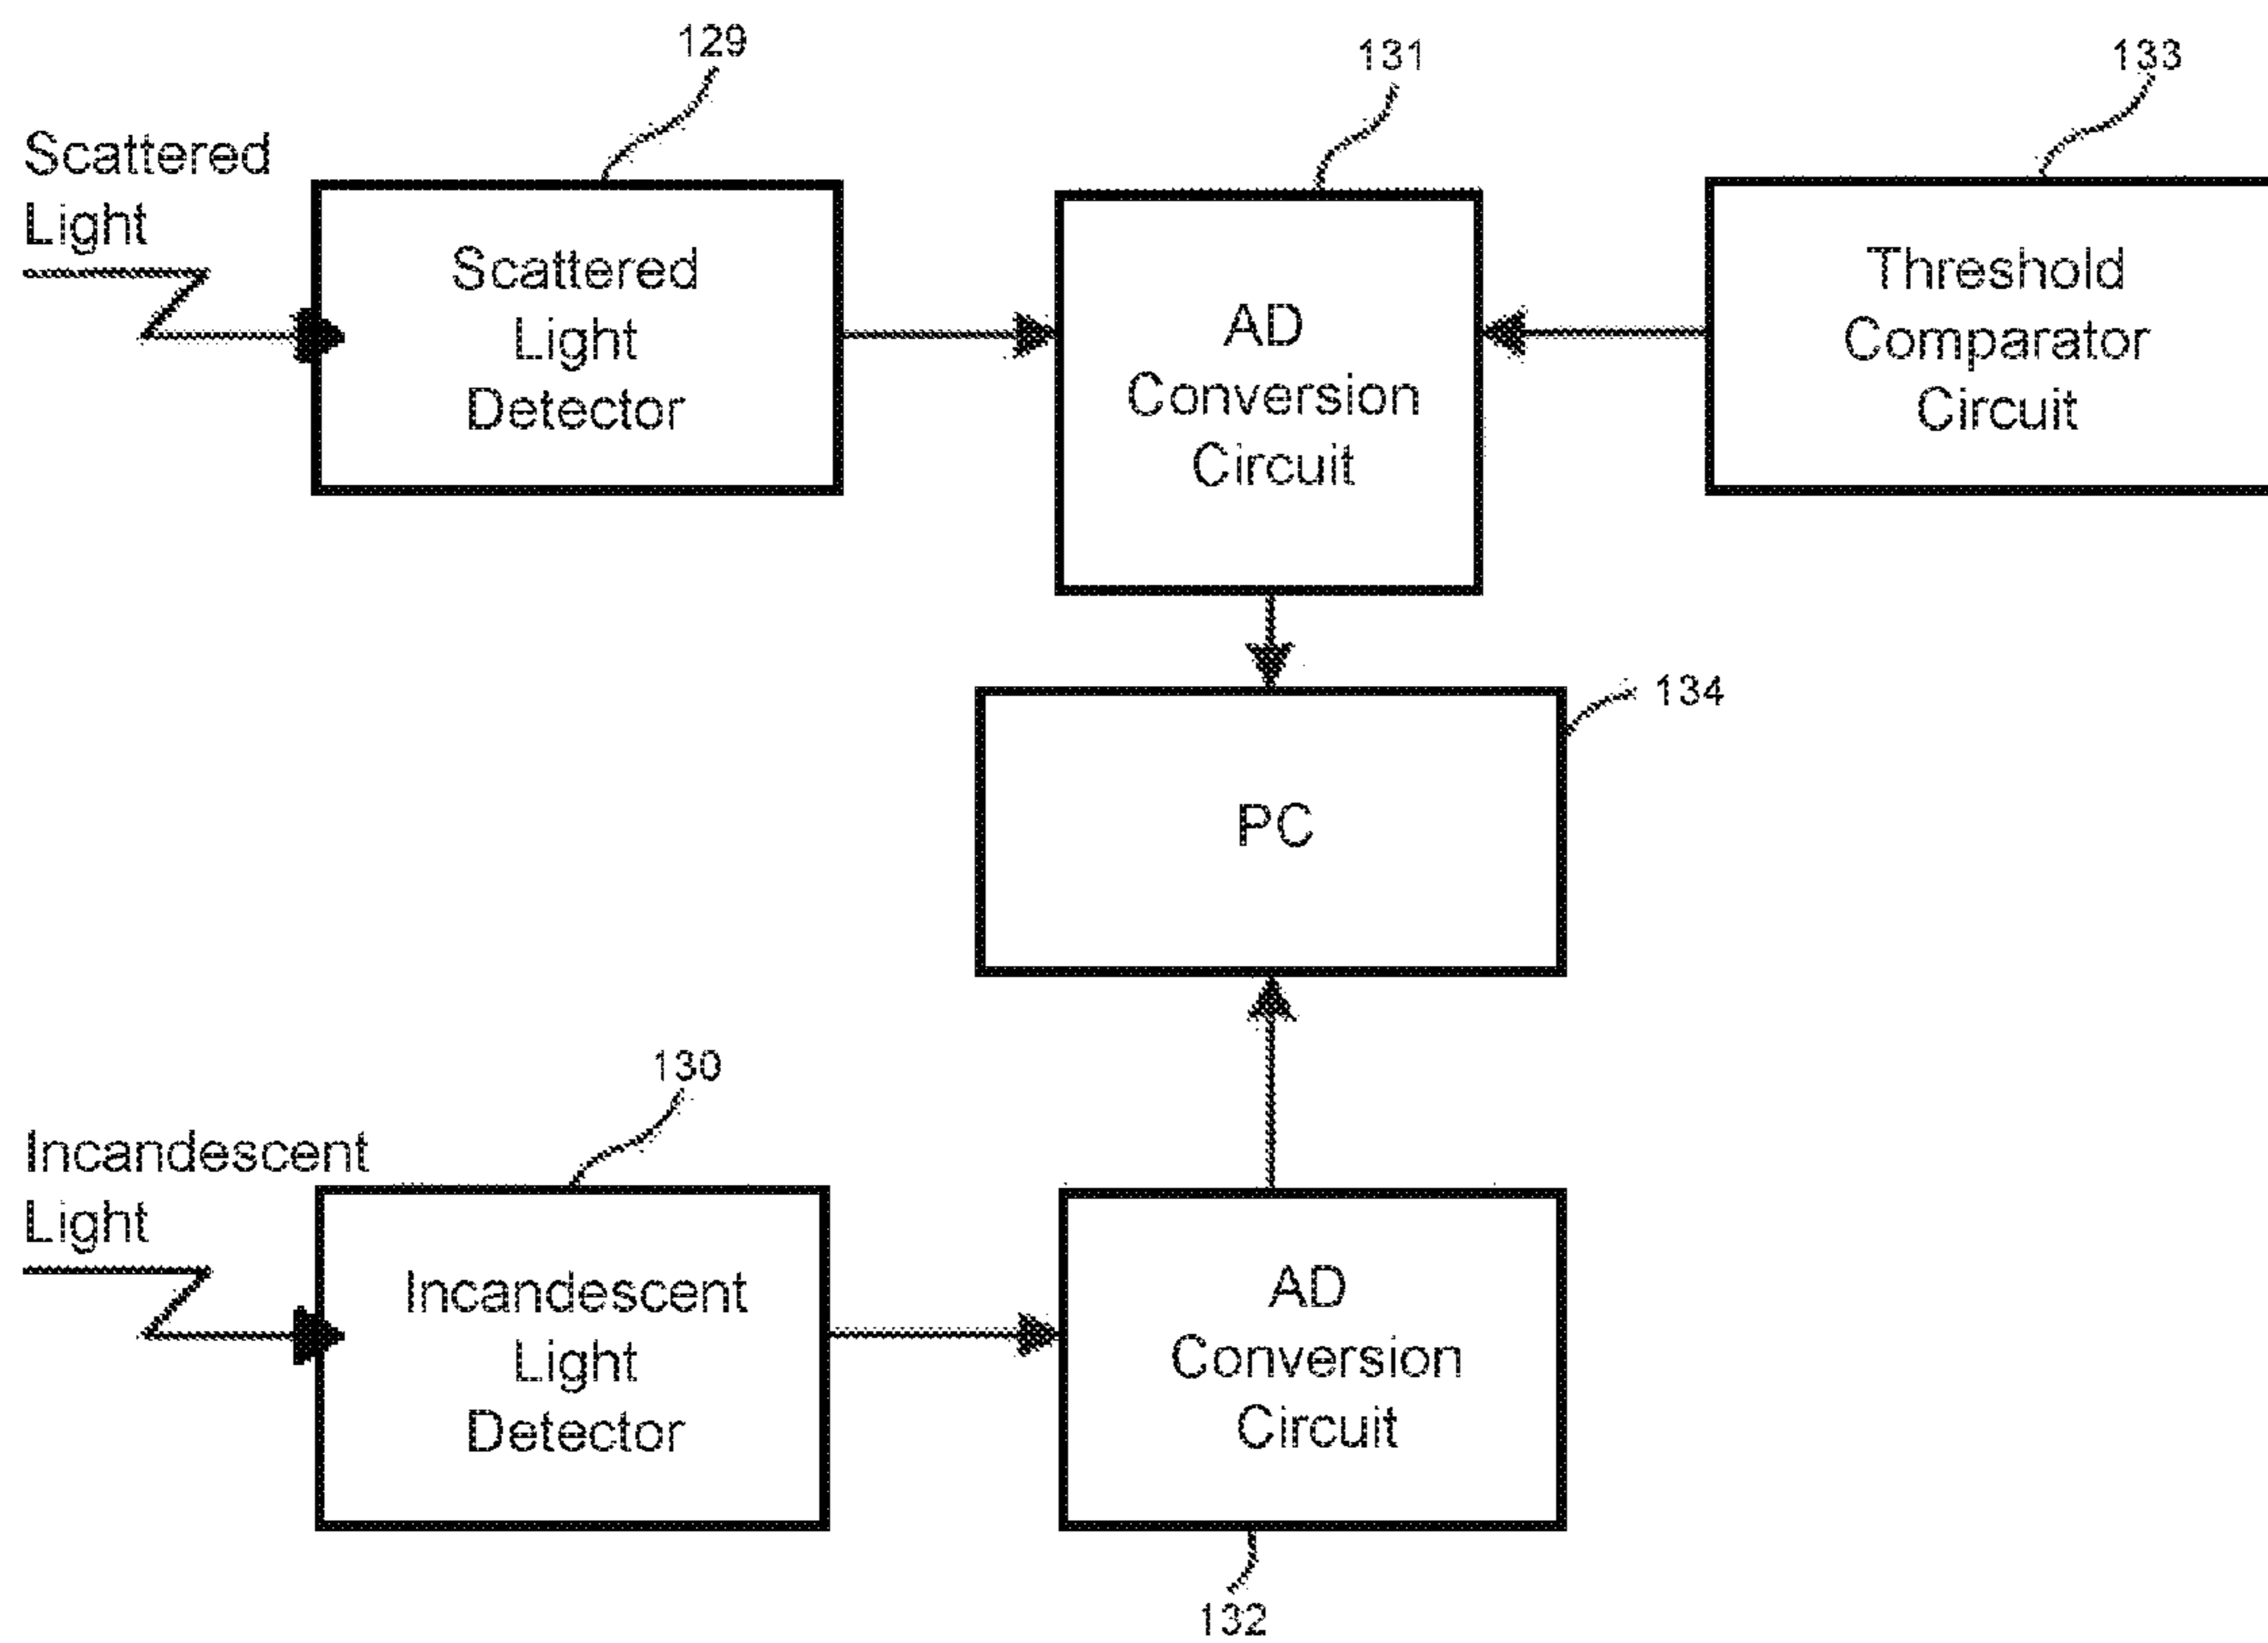 129
131
133
Scattered
Light
Scattered
Light
Detector
AD
Conversion
Circuit
Threshold
Comparator
Circuit
PC
134
130
Incandescent
Light
Incandescent
Light
Detector
AD
Conversion
Circuit
132